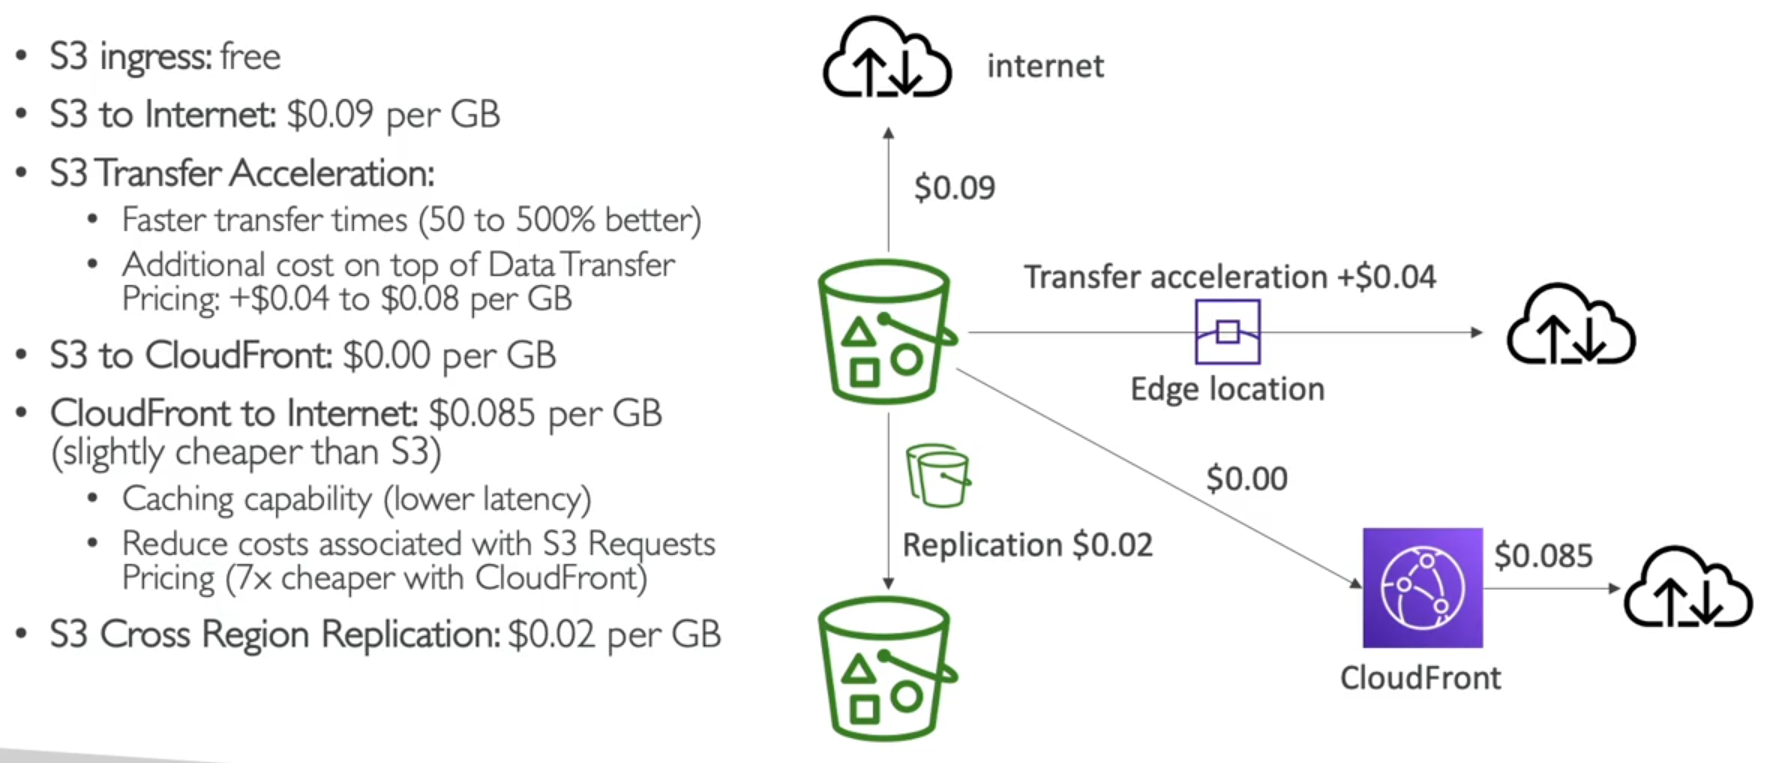 • S3 ingress: free
• S3 to Internet: $0.09 per GB
• S3 Transfer Acceleration:
• Faster transfer times (50 to 500% better)
• Additional cost on top of Data Transfer
Pricing: +$0.04 to $0.08 per GB
• S3 to CloudFront: $0.00 per GB
• CloudFront to Internet: $0.085 per GB
(slightly cheaper than S3)
• Caching capability (lower latency)
• Reduce costs associated with S3 Requests
Pricing (7x cheaper with CloudFront)
• S3 Cross Region Replication: $0.02 per GB
internet
$0.09
Transfer acceleration +$0.04
Edge location
$0.00
Replication $0.02
$0.085
CloudFront